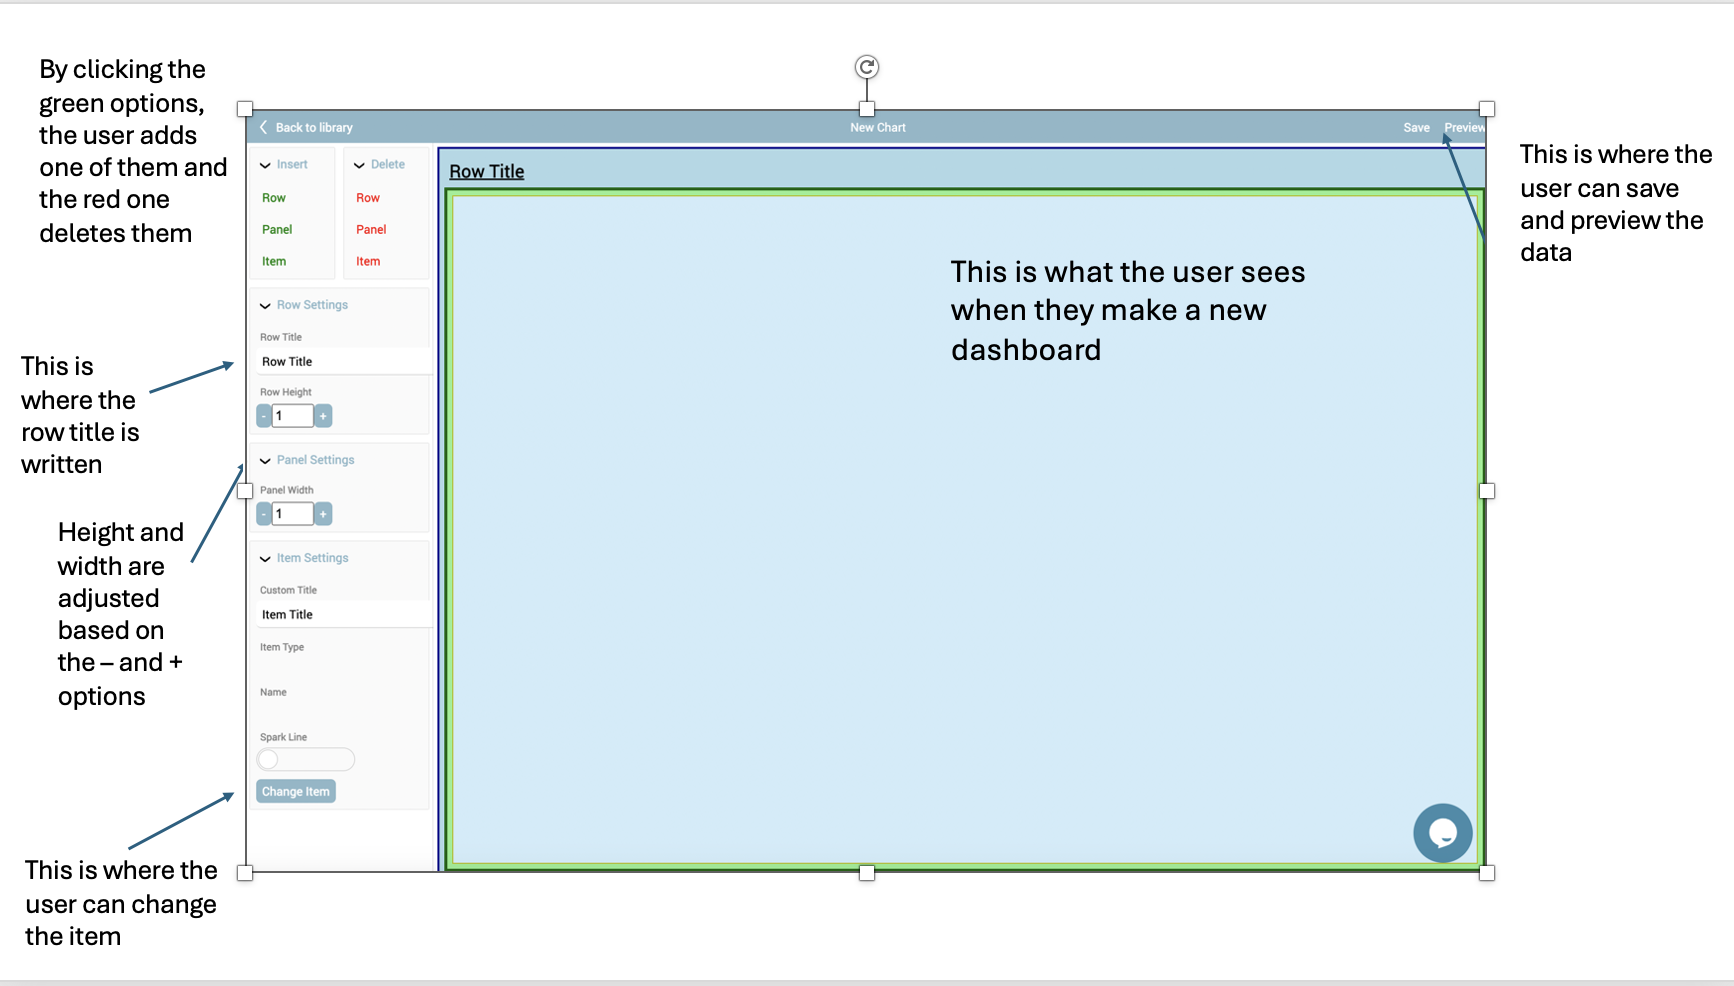 By clicking the
green options,
the user adds
one of them and
the red one
deletes them
This is
where the
row title is
written
Height and
width are
adjusted
based on
the – and +
options
This is where the
user can change
the item
Back to library
New Chart
Save Preview
Insert
Row
Panel
Item
Delete
Row
Panel
Item
Row Settings
Row Title
Row Title
Row Height
- 1 +
Panel Settings
Panel Width
- 1 +
Item Settings
Custom Title
Item Title
Item Type
Name
Spark Line
Change Item
Row Title
This is what the user sees
when they make a new
dashboard
This is where the
user can save
and preview the
data